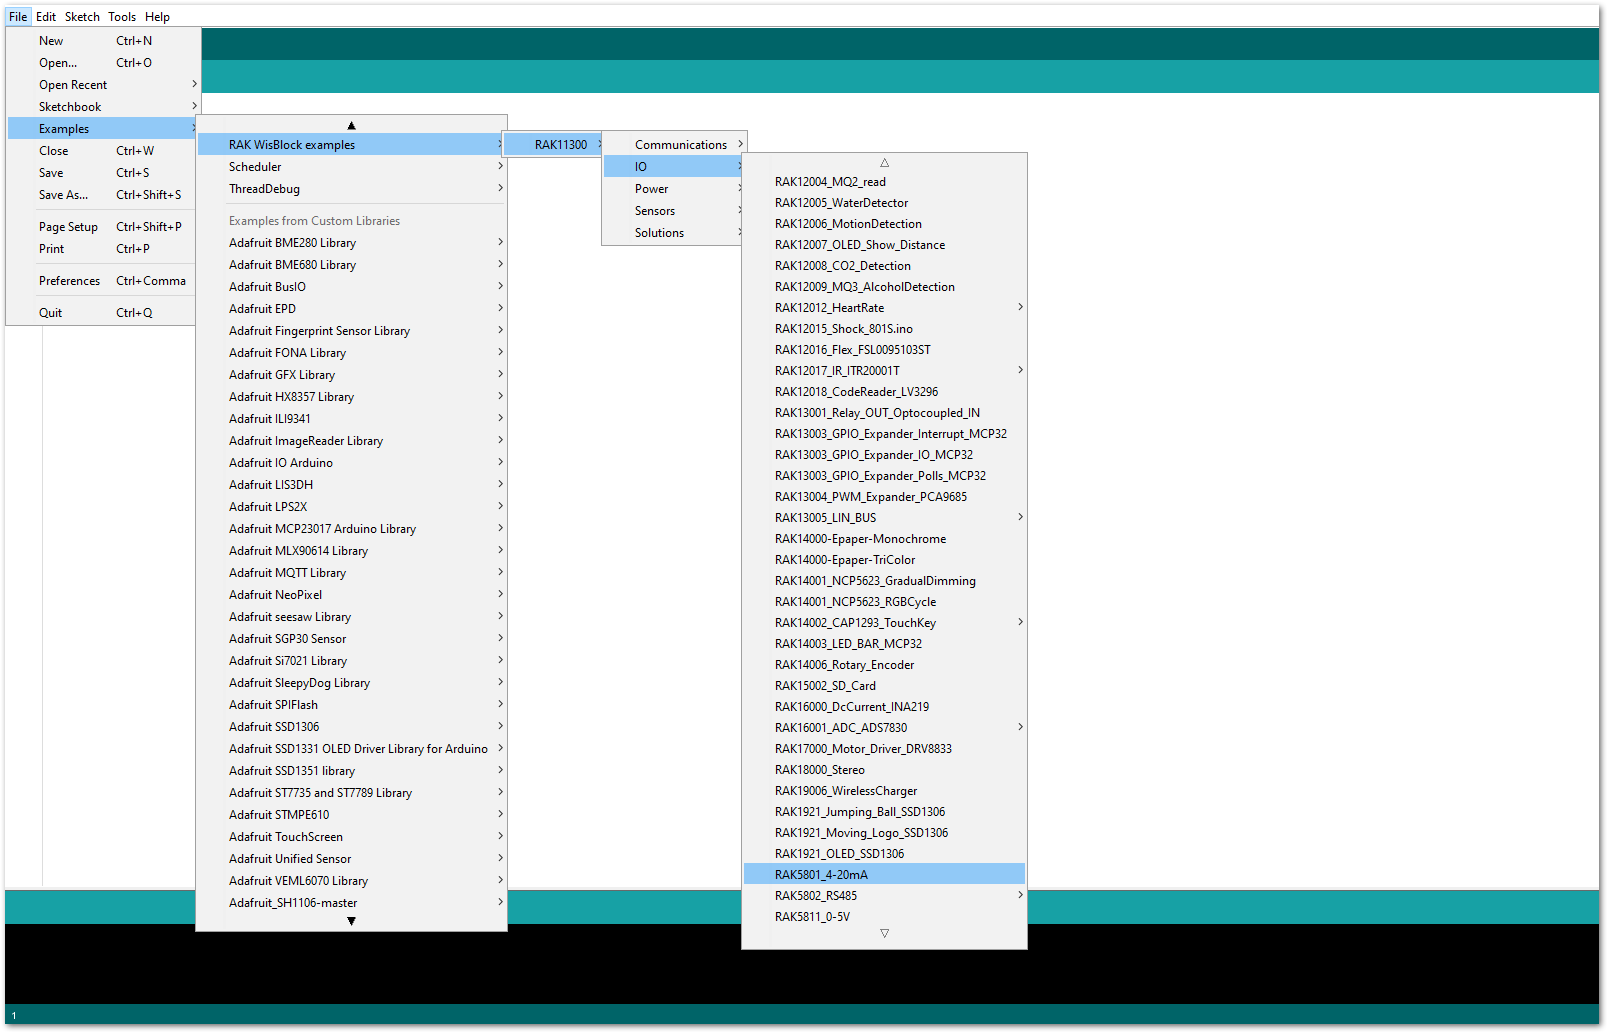 File Edit Sketch Tools Help
New Ctrl+N
Open... Ctrl+O
Open Recent
Sketchbook
Examples
Close Ctrl+W
Save Ctrl+S
Save As... Ctrl+Shift+S
Page Setup Ctrl+Shift+P
Print Ctrl+P
Preferences Ctrl+Comma
Quit Ctrl+Q
RAK WisBlock examples
Scheduler
ThreadDebug
Examples from Custom Libraries
Adafruit BME280 Library
Adafruit BME680 Library
Adafruit BusIO
Adafruit EPD
Adafruit Fingerprint Sensor Library
Adafruit FONA Library
Adafruit GFX Library
Adafruit HX8357 Library
Adafruit ILI9341
Adafruit ImageReader Library
Adafruit IO Arduino
Adafruit LIS3DH
Adafruit LPS2X
Adafruit MCP23017 Arduino Library
Adafruit MLX90614 Library
Adafruit MQTT Library
Adafruit NeoPixel
Adafruit seesaw Library
Adafruit SGP30 Sensor
Adafruit Si7021 Library
Adafruit SleepyDog Library
Adafruit SPIFlash
Adafruit SSD1306
Adafruit SSD1331 OLED Driver Library for Arduino
Adafruit SSD1351 library
Adafruit ST7735 and ST7789 Library
Adafruit STMPE610
Adafruit TouchScreen
Adafruit Unified Sensor
Adafruit VEML6070 Library
Adafruit_SH1106-master
RAK11300
Communications
IO
Power
Sensors
Solutions
RAK12004_MQ2_read
RAK12005_WaterDetector
RAK12006_MotionDetection
RAK12007_OLED_Show_Distance
RAK12008_CO2_Detection
RAK12009_MQ3_AlcoholDetection
RAK12012_HeartRate
RAK12015_Shock_801S.ino
RAK12016_Flex_FSL0095103ST
RAK12017_IR_ITR20001T
RAK12018_CodeReader_LV3296
RAK13001_Relay_OUT_Optocoupled_IN
RAK13003_GPIO_Expander_Interrupt_MCP32
RAK13003_GPIO_Expander_IO_MCP32
RAK13003_GPIO_Expander_Polls_MCP32
RAK13004_PWM_Expander_PCA9685
RAK13005_LIN_BUS
RAK14000-Epaper-Monochrome
RAK14000-Epaper-TriColor
RAK14001_NCP5623_GradualDimming
RAK14001_NCP5623_RGBCycle
RAK14002_CAP1293_TouchKey
RAK14003_LED_BAR_MCP32
RAK14006_Rotary_Encoder
RAK15002_SD_Card
RAK16000_DcCurrent_INA219
RAK16001_ADC_ADS7830
RAK17000_Motor_Driver_DRV8833
RAK18000_Stereo
RAK19006_WirelessCharger
RAK1921_Jumping_Ball_SSD1306
RAK1921_Moving_Logo_SSD1306
RAK1921_OLED_SSD1306
RAK5801_4-20mA
RAK5802_RS485
RAK5811_0-5V
1